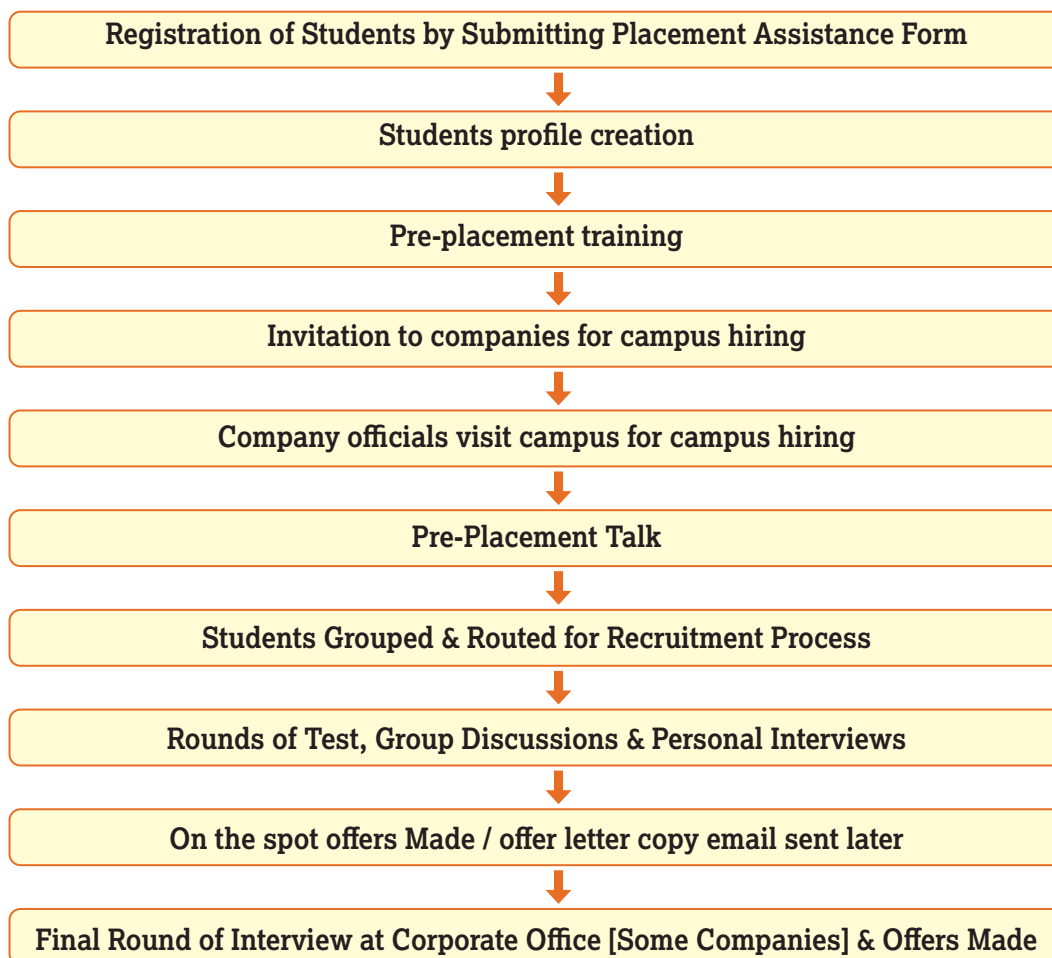 Registration of Students by Submitting Placement Assistance Form
Students profile creation
Pre-placement training
Invitation to companies for campus hiring
Company officials visit campus for campus hiring
Pre-Placement Talk
Students Grouped & Routed for Recruitment Process
Rounds of Test, Group Discussions & Personal Interviews
On the spot offers Made / offer letter copy email sent later
Final Round of Interview at Corporate Office [Some Companies] & Offers Made